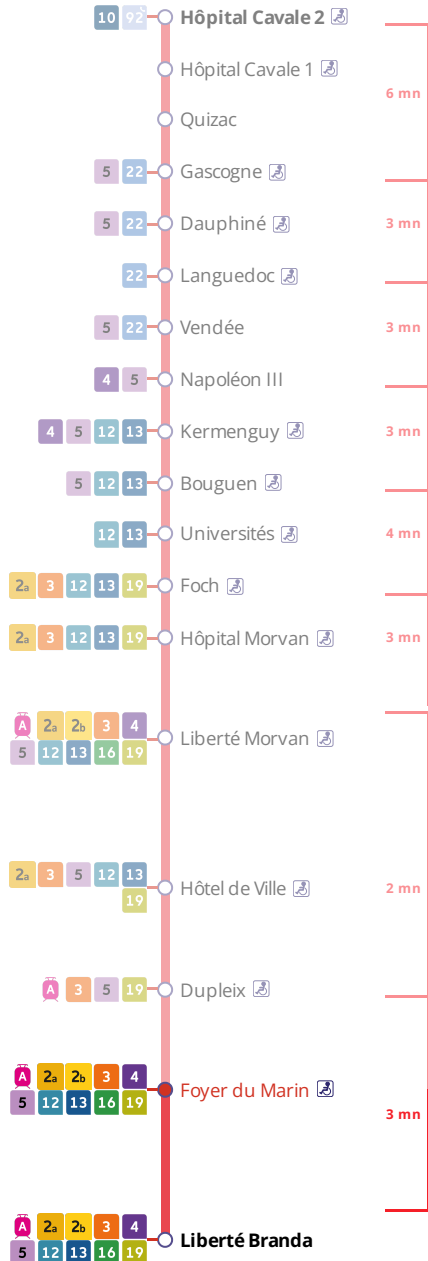 10 92 Hôpital Cavale 2
Hôpital Cavale 1
6 mn
Quizac
5 22 Gascogne
5 22 Dauphiné
3 mn
22 Languedoc
5 22 Vendée
3 mn
4 5 Napoléon III
4 5 12 13 Kermenguy
3 mn
5 12 13 Bouguen
12 13 Universités
4 mn
2a 3 12 13 19 Foch
2a 3 12 13 19 Hôpital Morvan
3 mn
A 2a 2b 3 4
Liberté Morvan
5 12 13 16 19
2a 3 5 12 13
Hôtel de Ville
2 mn
19
A 3 5 19 Dupleix
A 2a 2b 3 4
Foyer du Marin
5 12 13 16 19
3 mn
A 2a 2b 3 4
Liberté Branda
5 12 13 16 19